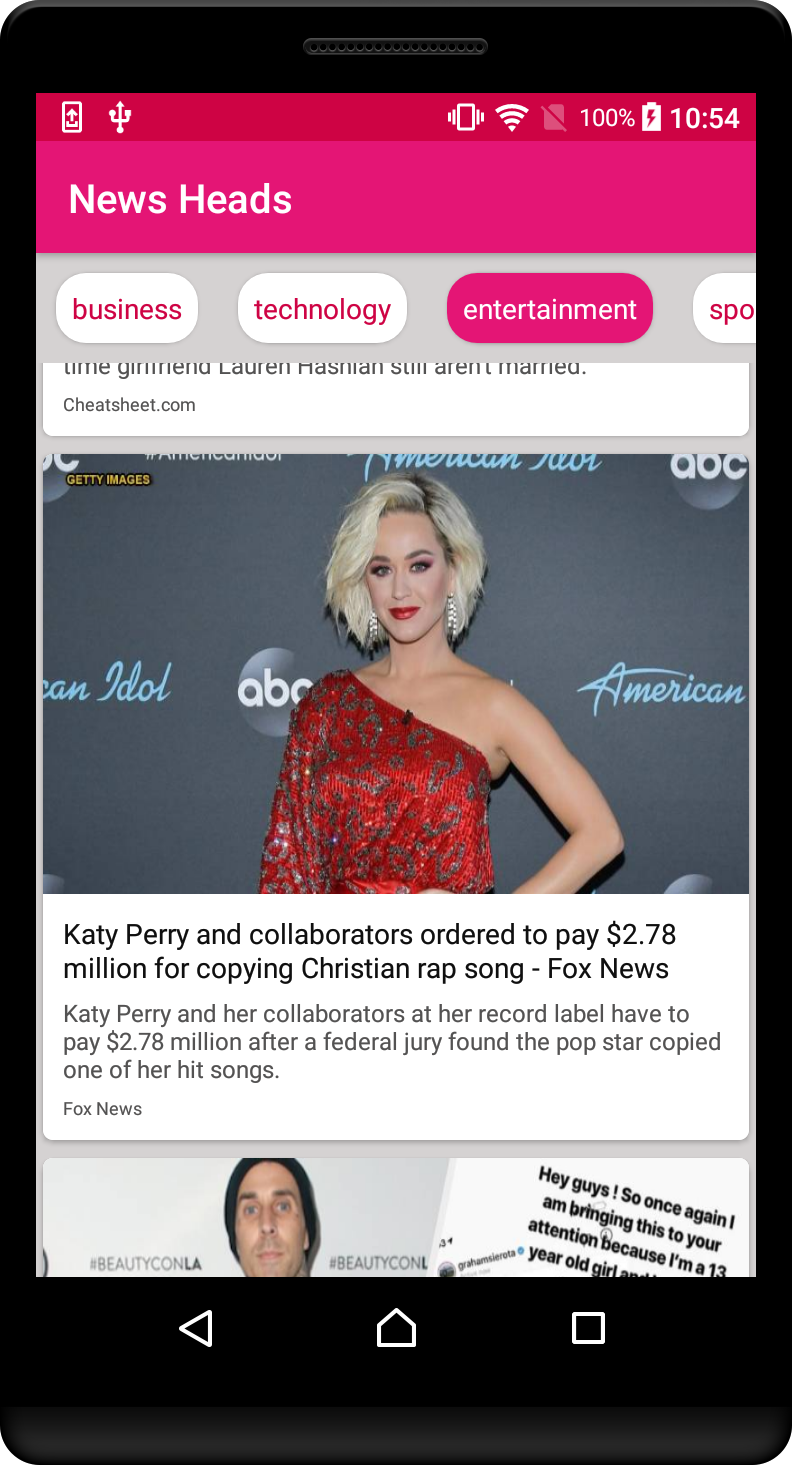 100% 10:54
News Heads
business technology entertainment spo
time girlfriend Lauren Hashian still aren't married.
Cheatsheet.com
#AmericanIdol American Idol abc
GETTY IMAGES
can Idol abc American
Katy Perry and collaborators ordered to pay $2.78
million for copying Christian rap song - Fox News
Katy Perry and her collaborators at her record label have to
pay $2.78 million after a federal jury found the pop star copied
one of her hit songs.
Fox News
Hey guys ! So once again I
am bringing this to your
attention because I'm a 13
year old girl and
grahamsierota
#BEAUTYCONLA #BEAUTYCONL